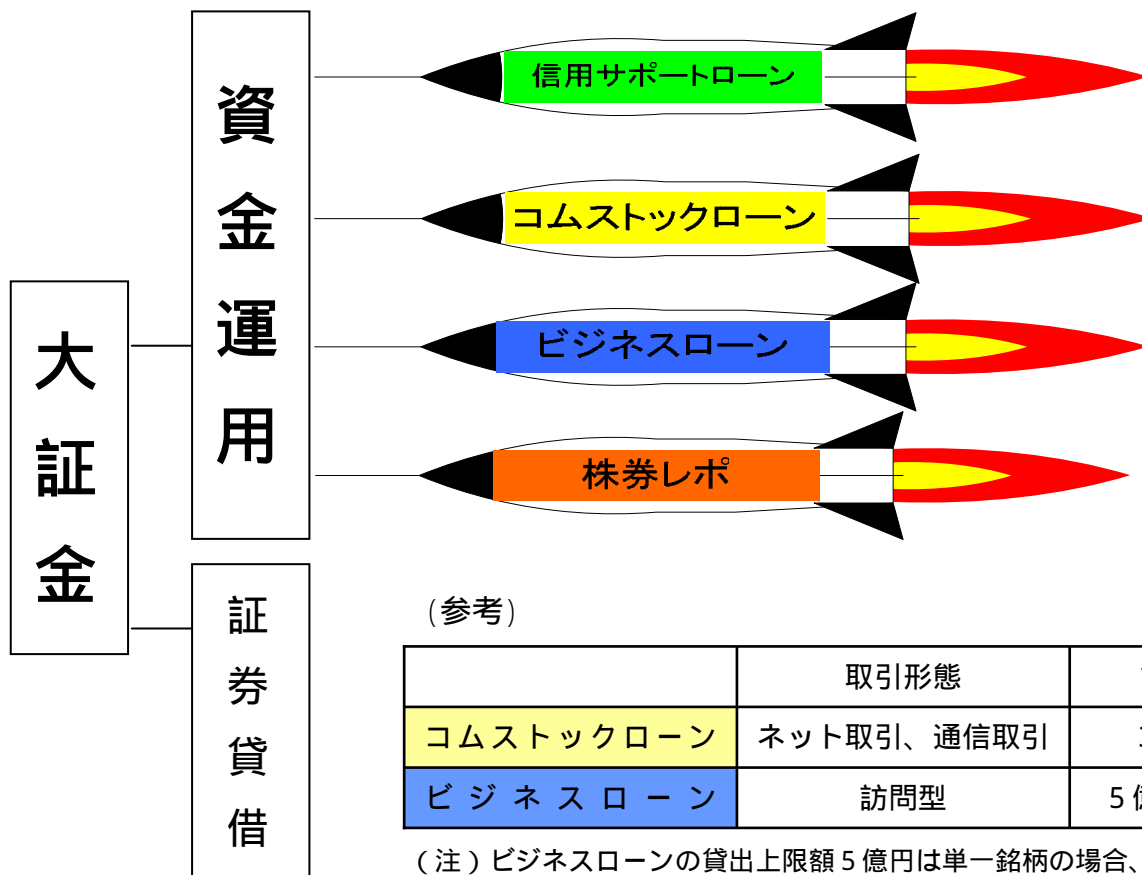 大証金
資金運用
信用サポートローン
コムストックローン
ビジネスローン
株券レポ
証券貸借
(参考)
取引形態
コムストックローン ネット取引、通信取引
ビジネスローン 訪問型 5億
(注)ビジネスローンの貸出上限額5億円は単一銘柄の場合、